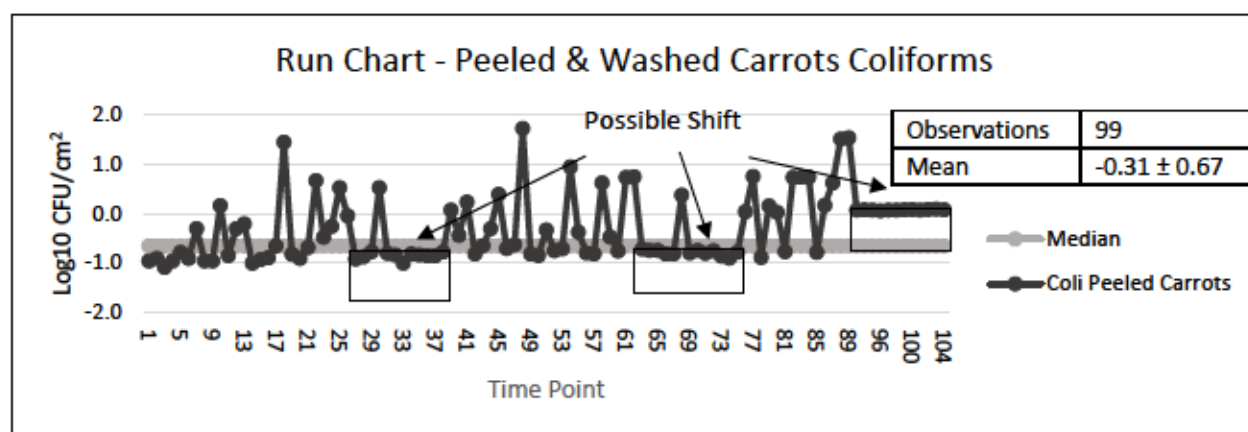 Run Chart - Peeled & Washed Carrots Coliforms
Log10 CFU/cm²
2.0
1.0
0.0
-1.0
-2.0
Possible Shift
Observations 99
Mean -0.31 ± 0.67
Median
Coli Peeled Carrots
1 5 9 13 17 21 25 29 33 37 41 45 49 53 57 61 65 69 73 77 81 85 89 96 100 104
Time Point